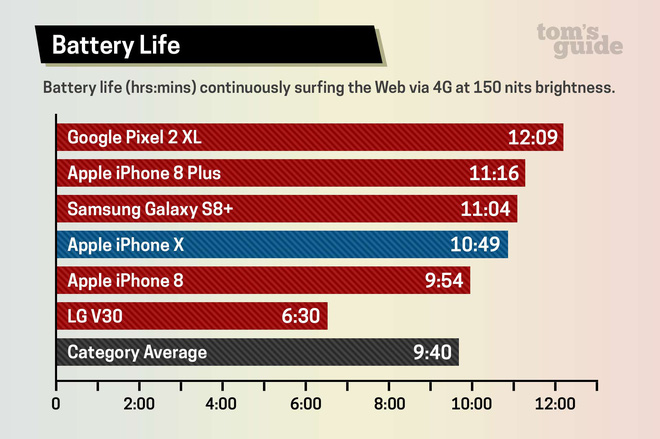 Battery Life
tom's
guide
Battery life (hrs:mins) continuously surfing the Web via 4G at 150 nits brightness.
Google Pixel 2 XL 12:09
Apple iPhone 8 Plus 11:16
Samsung Galaxy S8+ 11:04
Apple iPhone X 10:49
Apple iPhone 8 9:54
LG V30 6:30
Category Average 9:40
0 2:00 4:00 6:00 8:00 10:00 12:00